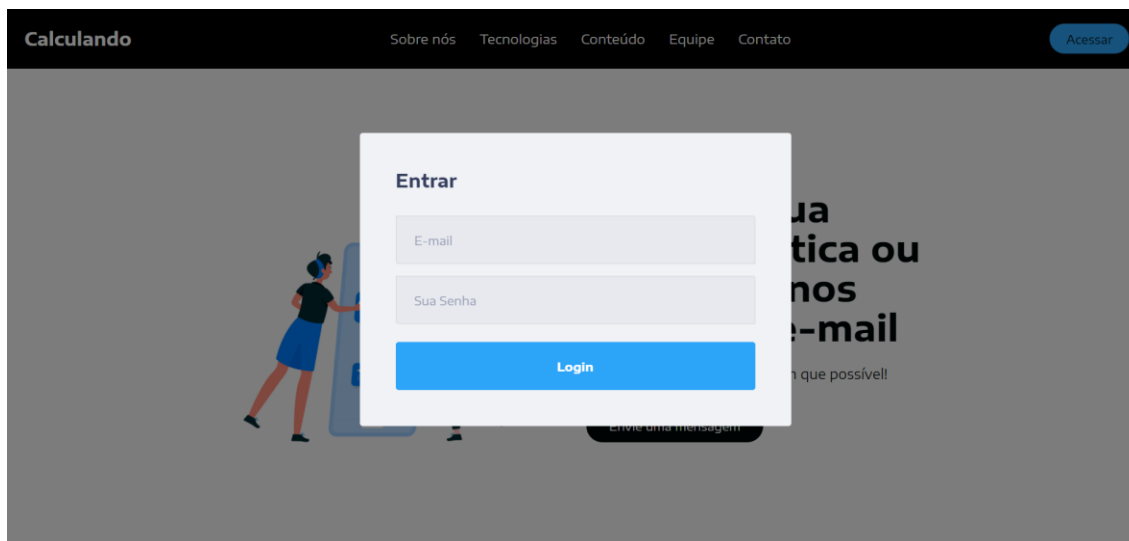 Calculando
Sobre nós Tecnologias Conteúdo Equipe Contato
Acessar
Entrar
E-mail
Sua Senha
Login
ua
tica ou
nos
e-mail
que possível!
Envie uma mensagem